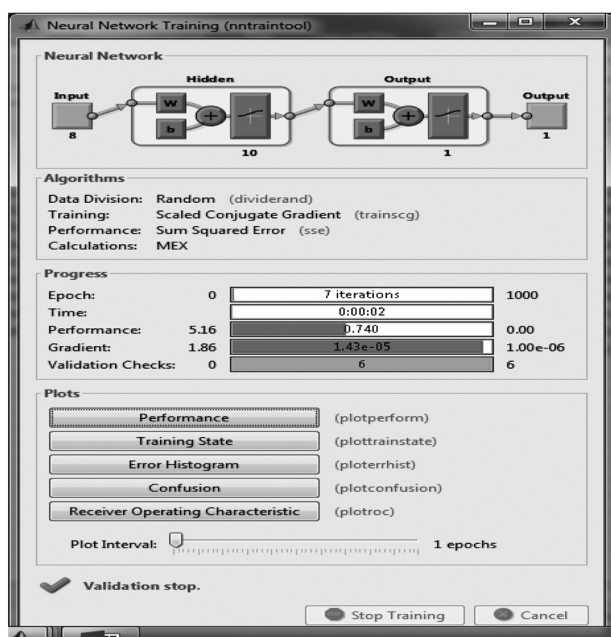 Neural Network Training (nntraintool)
Neural Network
Hidden
Output
Input
W
b
W
b
Output
8
10
1
1
Algorithms
Data Division: Random (dividerand)
Training: Scaled Conjugate Gradient (trainscg)
Performance: Sum Squared Error (sse)
Calculations: MEX
Progress
Epoch: 0 7 iterations 1000
Time: 0:00:02
Performance: 5.16 0.740 0.00
Gradient: 1.86 1.43e-05 1.00e-06
Validation Checks: 0 6 6
Plots
Performance (plotperform)
Training State (plottrainstate)
Error Histogram (ploterrhist)
Confusion (plotconfusion)
Receiver Operating Characteristic (plotroc)
Plot Interval: 1 epochs
Validation stop.
Stop Training Cancel